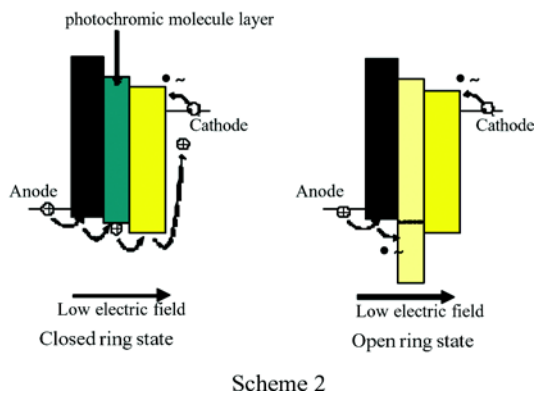 photochromic molecule layer
Cathode
Anode
Low electric field
Closed ring state
Cathode
Anode
Low electric field
Open ring state
Scheme 2